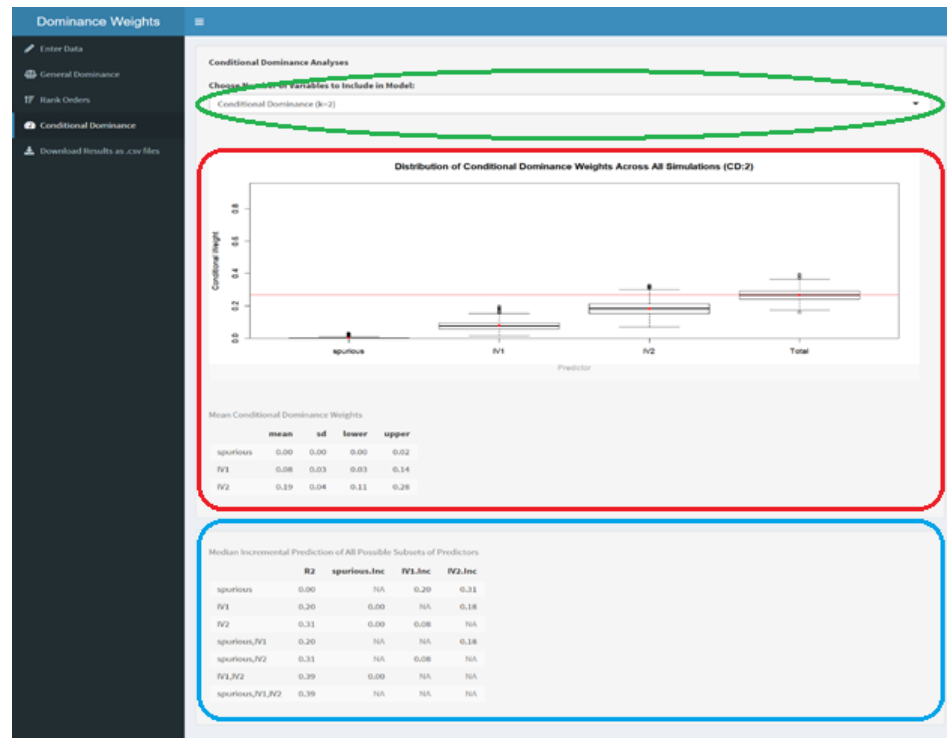 Dominance Weights
Enter Data
General Dominance
Rank Orders
Conditional Dominance
Download Results as .csv files
Conditional Dominance Analyses
Choose Number of Variables to Include in Model:
Conditional Dominance (k=2)
Distribution of Conditional Dominance Weights Across All Simulations (CD:2)
Conditional Weight
0.0 0.2 0.4 0.6 0.8
spurious IV1 IV2 Total
Predictor
Mean Conditional Dominance Weights
mean sd lower upper
spurious 0.00 0.00 0.00 0.02
IV1 0.08 0.03 0.03 0.14
IV2 0.19 0.04 0.11 0.28
Median Incremental Prediction of All Possible Subsets of Predictors
R2 spurious.Inc IV1.Inc IV2.Inc
spurious 0.00 NA 0.20 0.31
IV1 0.20 0.00 NA 0.18
IV2 0.31 0.00 0.08 NA
spurious,IV1 0.20 NA NA 0.18
spurious,IV2 0.31 NA 0.08 NA
IV1,IV2 0.39 0.00 NA NA
spurious,IV1,IV2 0.39 NA NA NA